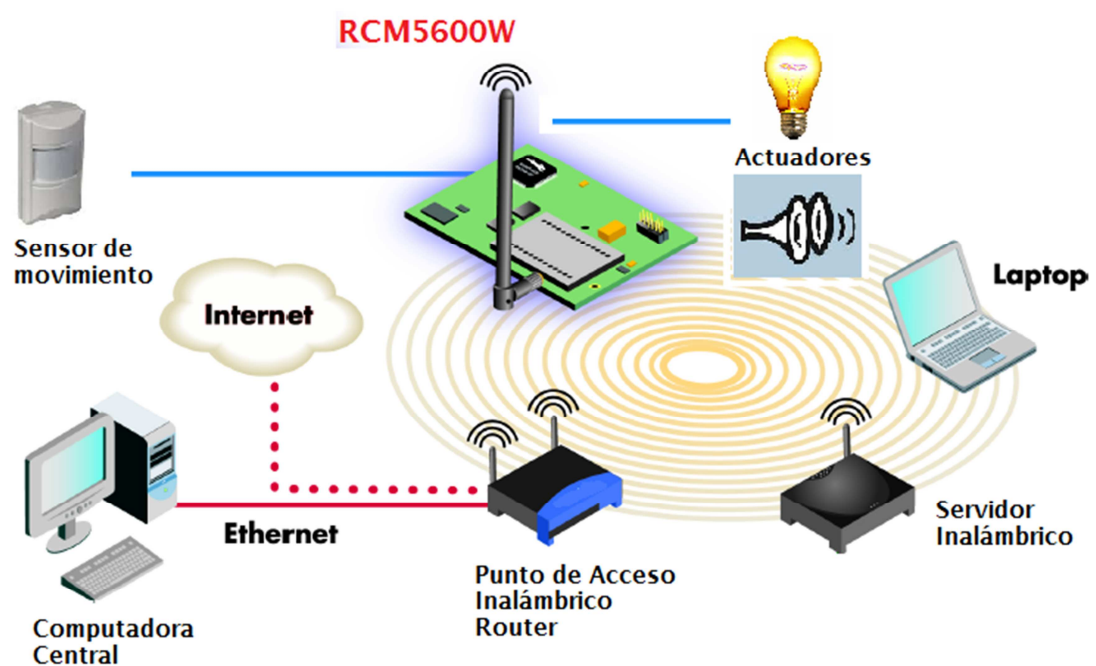 RCM5600W
Actuadores
Sensor de
movimiento
Laptop
Internet
Ethernet
Servidor
Inalámbrico
Punto de Acceso
Inalámbrico
Router
Computadora
Central